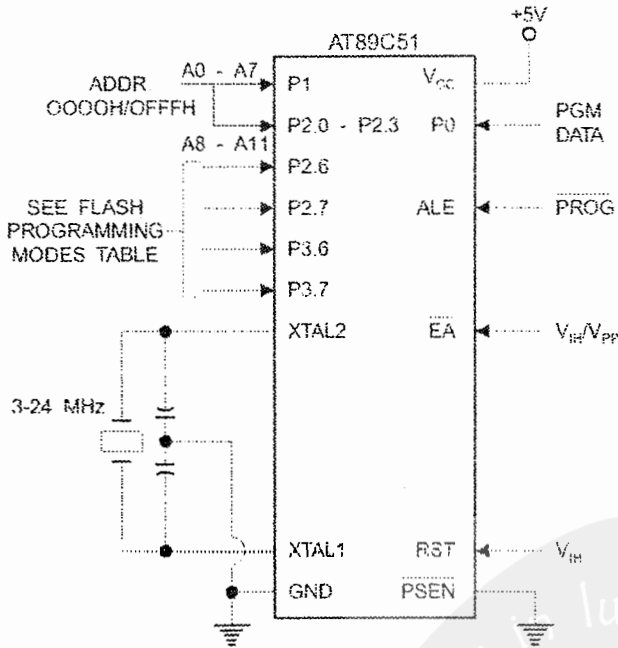 +5V
AT89C51
ADDR
OOOOH/OFFFH
A0 - A7
P1
VCC
P2.0 - P2.3
P0
PGM
DATA
A8 - A11
P2.6
SEE FLASH
PROGRAMMING
MODES TABLE
P2.7
ALE
PROG
P3.6
P3.7
XTAL2
EA
VIH/VPP
3-24 MHz
XTAL1
RST
VIH
GND
PSEN
in lu